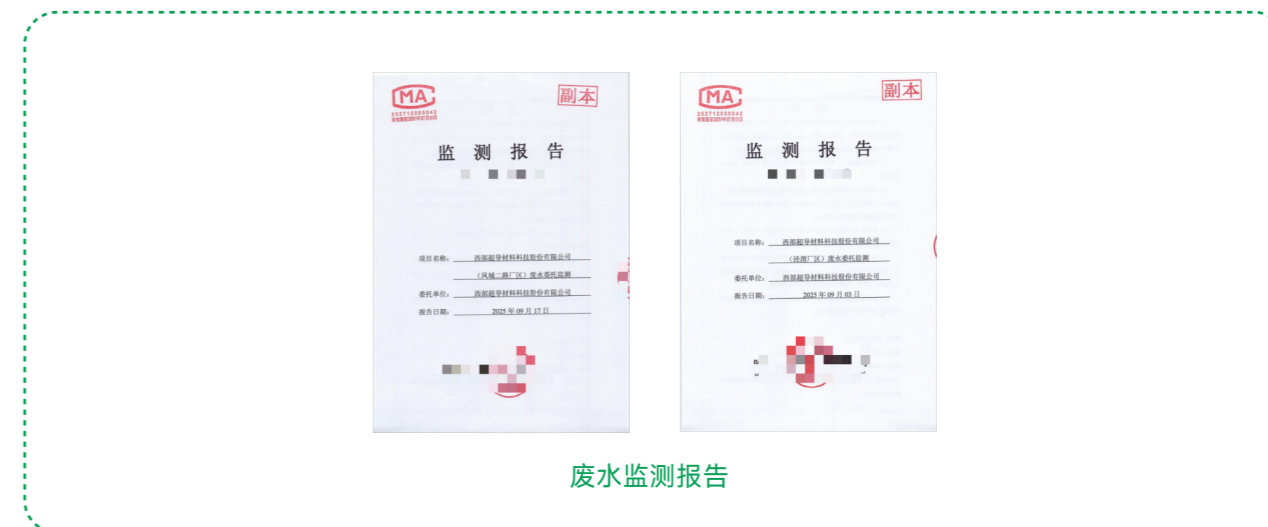 MA
副本
监 测 报 告
项目名称: 西部超导材料科技股份有限公司
(凤城二路厂区) 废水委托监测
委托单位: 西部超导材料科技股份有限公司
报告日期: 2025 年 09 月 17 日
MA
副本
监 测 报 告
项目名称: 西部超导材料科技股份有限公司
(泾渭厂区) 废水委托监测
委托单位: 西部超导材料科技股份有限公司
报告日期: 2025 年 09 月 03 日
废水监测报告